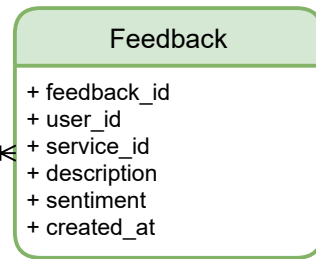 Feedback
+ feedback_id
+ user_id
+ service_id
+ description
+ sentiment
+ created_at